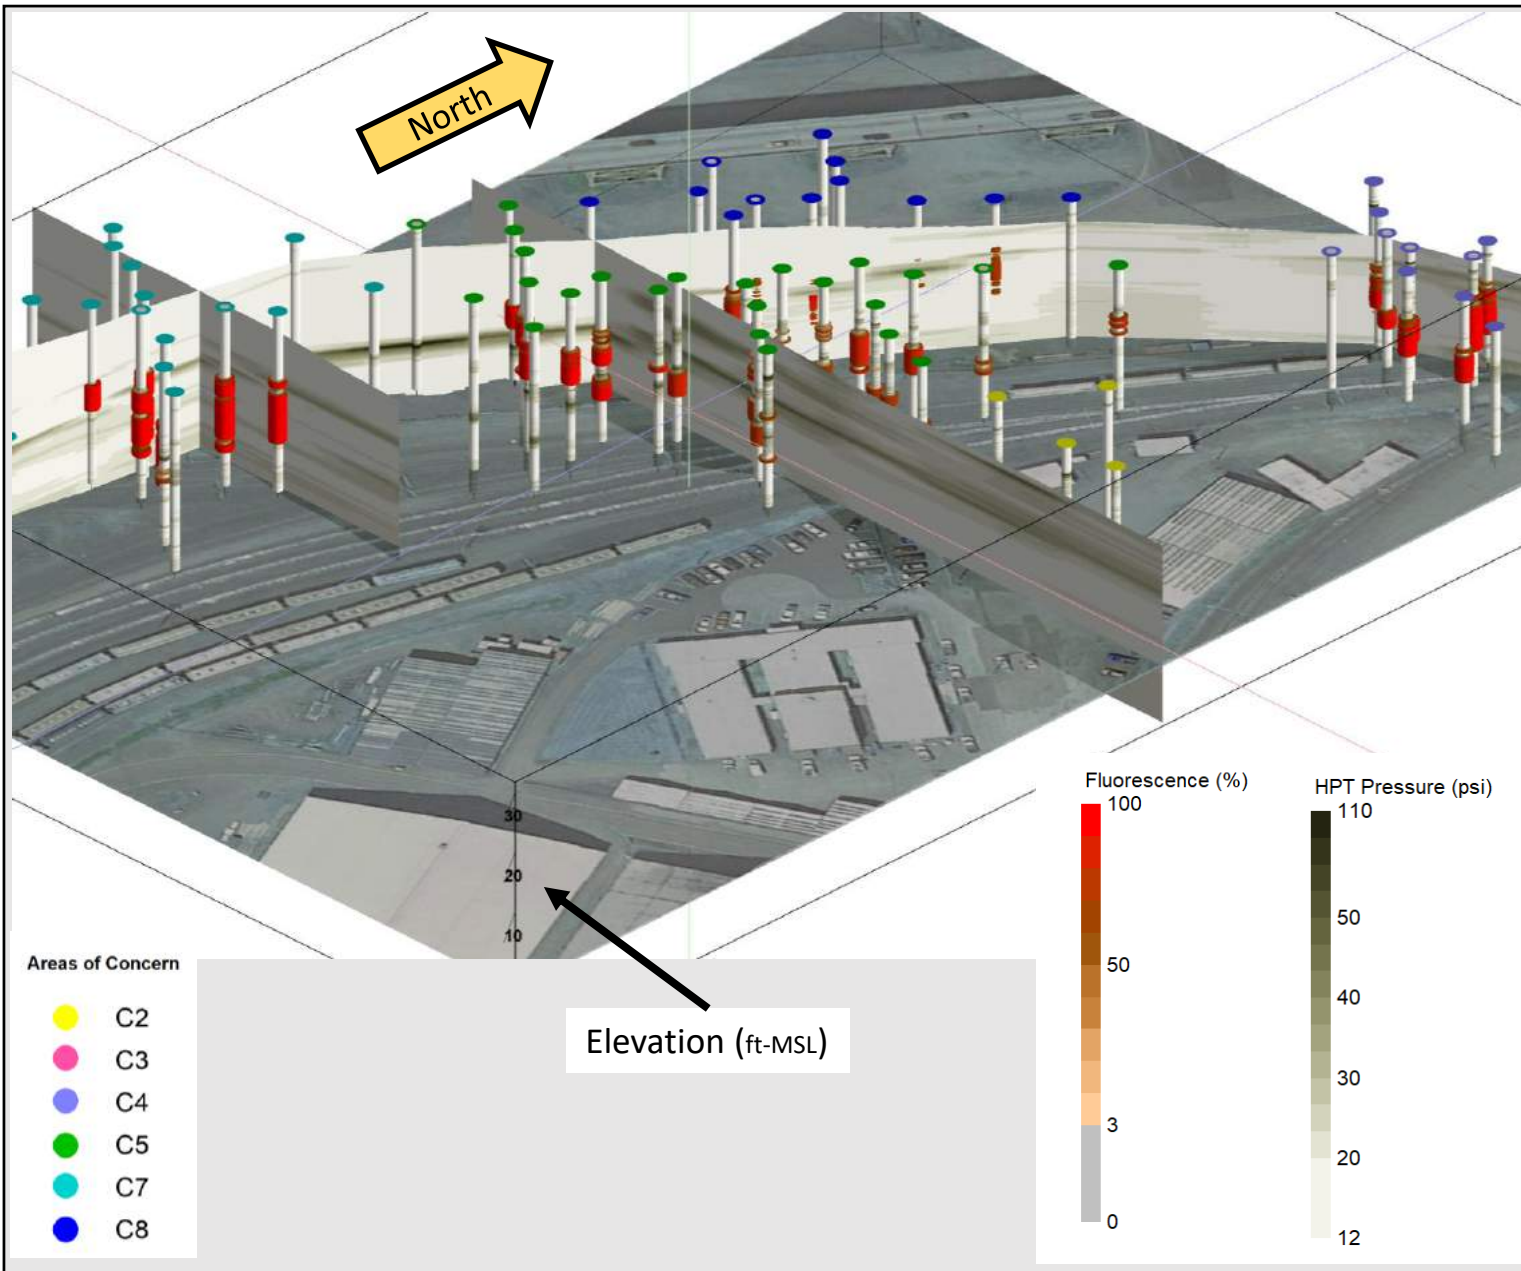 North
30
20
10
Elevation (ft-MSL)
Areas of Concern
C2
C3
C4
C5
C7
C8
Fluorescence (%)
100
50
3
0
HPT Pressure (psi)
110
50
40
30
20
12